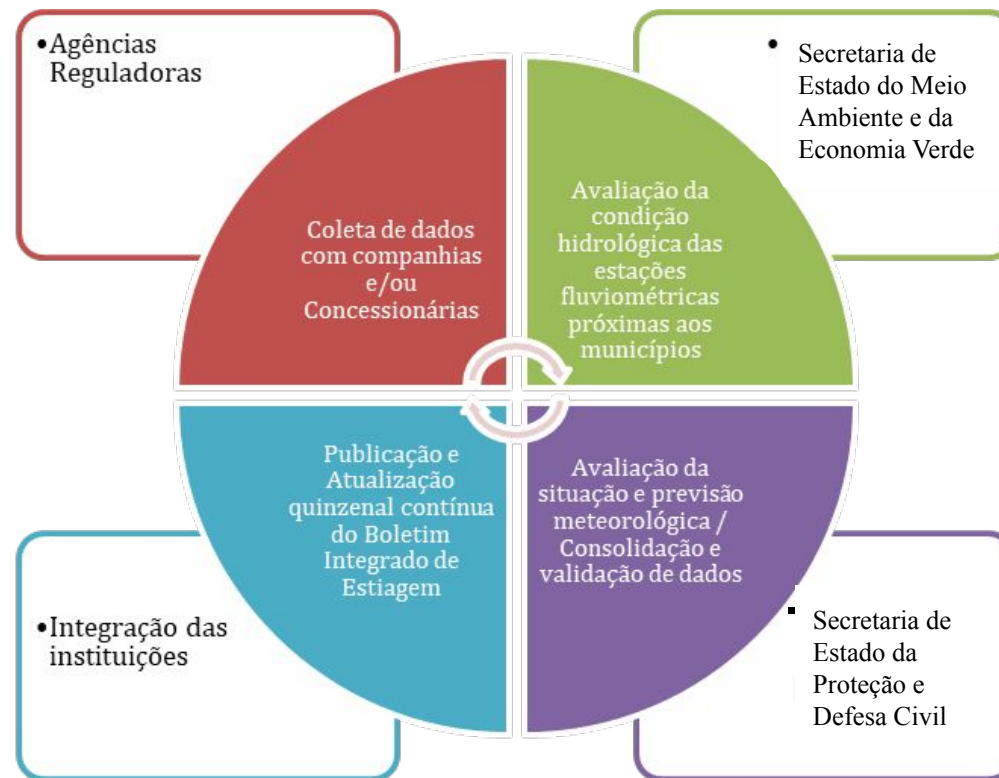 •Agências
Reguladoras
• Secretaria de
Estado do Meio
Ambiente e da
Economia Verde
Coleta de dados
com companhias
e/ou
Concessionárias
Avaliação da
condição
hidrológica das
estações
fluviométricas
próximas aos
municípios
Publicação e
Atualização
quinzenal contínua
do Boletim
Integrado de
Estiagem
Avaliação da
situação e previsão
meteorológica /
Consolidação e
validação de dados
•Integração das
instituições
▪ Secretaria de
Estado da
Proteção e
Defesa Civil